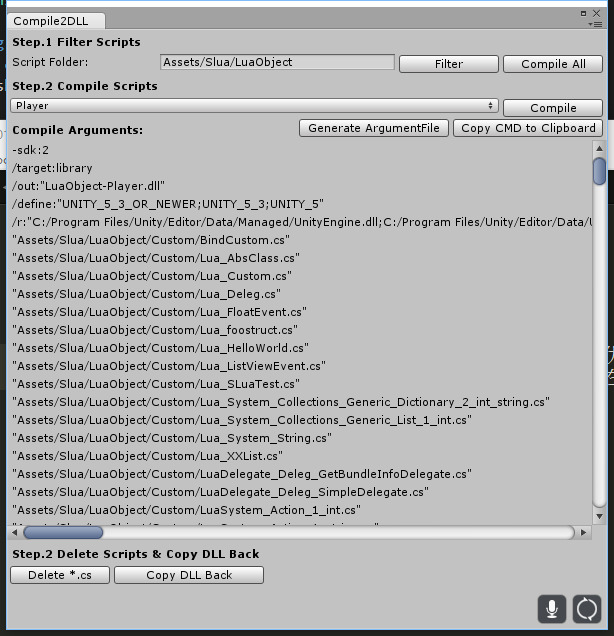 Compile2DLL
Step.1 Filter Scripts
Script Folder: Assets/Slua/LuaObject Filter Compile All
Step.2 Compile Scripts
Player Compile
Compile Arguments: Generate ArgumentFile Copy CMD to Clipboard
-sdk:2
/target:library
/out:"LuaObject-Player.dll"
/define:"UNITY_5_3_OR_NEWER;UNITY_5_3;UNITY_5"
/r:"C:/Program Files/Unity/Editor/Data/Managed/UnityEngine.dll;C:/Program Files/Unity/Editor/Data/U
"Assets/Slua/LuaObject/Custom/BindCustom.cs"
"Assets/Slua/LuaObject/Custom/Lua_AbsClass.cs"
"Assets/Slua/LuaObject/Custom/Lua_Custom.cs"
"Assets/Slua/LuaObject/Custom/Lua_Deleg.cs"
"Assets/Slua/LuaObject/Custom/Lua_FloatEvent.cs"
"Assets/Slua/LuaObject/Custom/Lua_foostruct.cs"
"Assets/Slua/LuaObject/Custom/Lua_HelloWorld.cs"
"Assets/Slua/LuaObject/Custom/Lua_ListViewEvent.cs"
"Assets/Slua/LuaObject/Custom/Lua_SLuaTest.cs"
"Assets/Slua/LuaObject/Custom/Lua_System_Collections_Generic_Dictionary_2_int_string.cs"
"Assets/Slua/LuaObject/Custom/Lua_System_Collections_Generic_List_1_int.cs"
"Assets/Slua/LuaObject/Custom/Lua_System_String.cs"
"Assets/Slua/LuaObject/Custom/Lua_XXList.cs"
"Assets/Slua/LuaObject/Custom/LuaDelegate_Deleg_GetBundleInfoDelegate.cs"
"Assets/Slua/LuaObject/Custom/LuaDelegate_Deleg_SimpleDelegate.cs"
"Assets/Slua/LuaObject/Custom/LuaSystem_Action_1_int.cs"
Step.2 Delete Scripts & Copy DLL Back
Delete *.cs Copy DLL Back